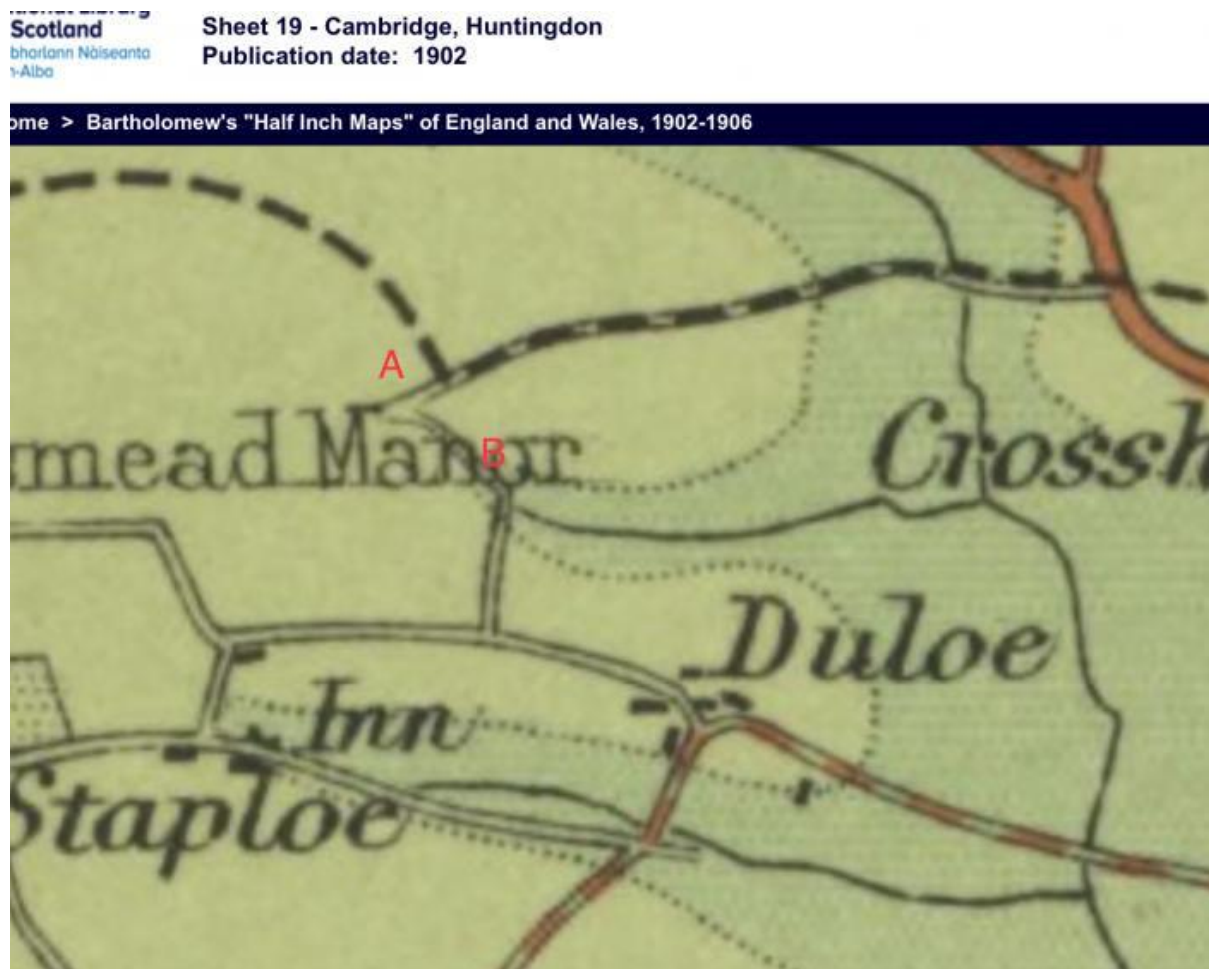 Scotland
Sheet 19 - Cambridge, Huntingdon
Publication date: 1902
bharlann Nàiseanta
-Alba
ome > Bartholomew's "Half Inch Maps" of England and Wales, 1902-1906
A
mead Manor
B
Crossh
Duloe
Inn
Staploe